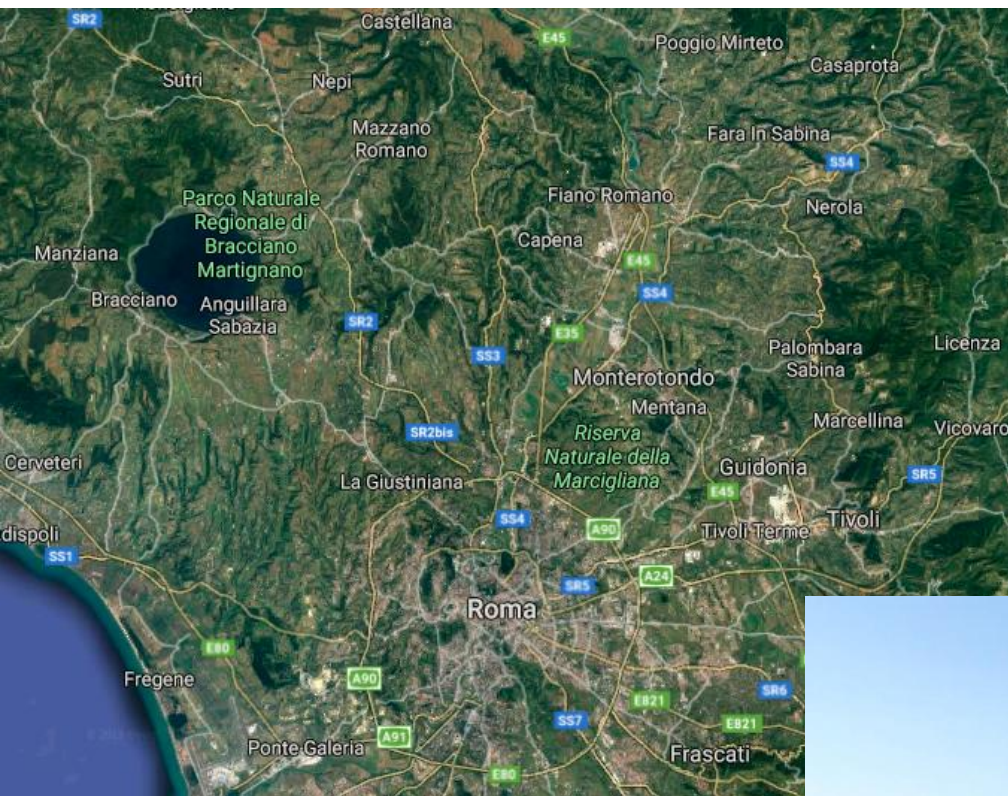 SR2
Castellana
E45
Poggio Mirteto
Casaprota
Sutri
Nepi
Mazzano
Romano
Fara In Sabina
SS4
Parco Naturale
Regionale di
Bracciano
Martignano
Fiano Romano
Nerola
Capena
Manziana
E45
Bracciano
Anguillara
Sabazia
SS4
SR2
E35
SS3
Palombara
Sabina
Licenza
Monterotondo
Mentana
SR2bis
Riserva
Naturale della
Marcigliana
Marcellina
Vicovaro
Cerveteri
La Giustiniana
Guidonia
SR5
E45
dispoli
SS4
A90
Tivoli Terme
Tivoli
SS1
SR5
A24
Roma
E80
Fregene
A90
E821
SR6
SS7
E821
A91
Ponte Galeria
Frascati
E80